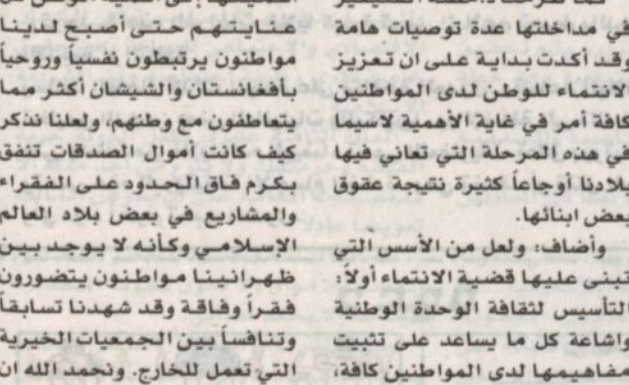 في مداخلتها عدة توصيات هامة
وقد أكدت بداية على ان تعزيز
الانتماء للوطن لدى المواطنين
كافة أمر في غاية الأهمية لاسيما
في هذه المرحلة التي تعاني فيها
بلادنا أوجاعاً كثيرة نتيجة عقوق
بعض ابنائها.
وأضاف: ولعل من الأسس التي
تبنى عليها قضية الانتماء أولاً:
التأسيس لثقافة الوحدة الوطنية
واشاعة كل ما يساعد على تثبيت
مفاهيمها لدى المواطنين كافة،
عنايتهم حتى أصبح لدينا
مواطنون يرتبطون نفسياً وروحياً
بأفغانستان والشيشان أكثر مما
يتعاطفون مع وطنهم، ولعلنا نذكر
كيف كانت أموال الصدقات تنفق
بكرم فاق الحدود على الفقراء
والمشاريع في بعض بلاد العالم
الإسلامي وكأنه لا يوجد بين
ظهرانينا مواطنون يتضورون
فقراً وفاقة وقد شهدنا تسابقاً
وتنافساً بين الجمعيات الخيرية
التي تعمل للخارج. ونحمد الله ان